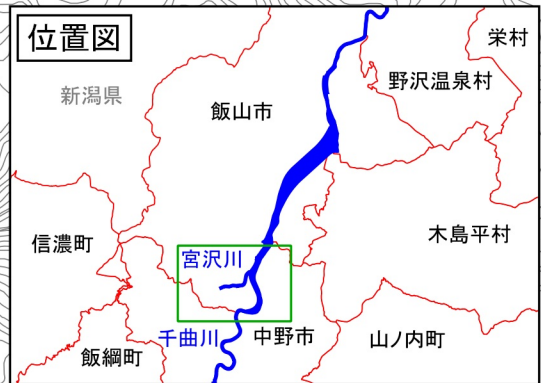 位置図
栄村
野沢温泉村
新潟県
飯山市
信濃町
木島平村
宮沢川
千曲川
中野市
山ノ内町
飯綱町